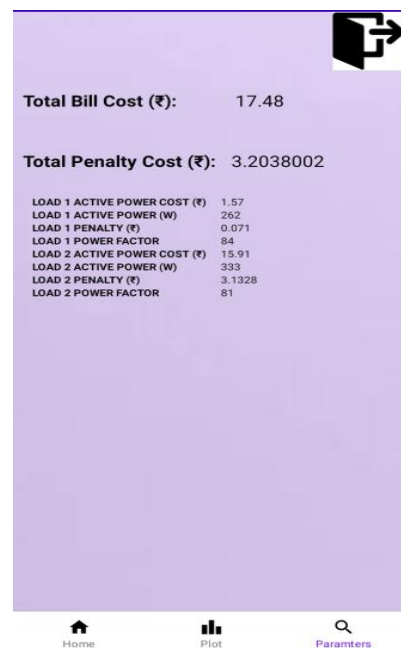 Total Bill Cost (₹): 17.48
Total Penalty Cost (₹): 3.2038002
LOAD 1 ACTIVE POWER COST (₹) 1.57
LOAD 1 ACTIVE POWER (W) 262
LOAD 1 PENALTY (₹) 0.071
LOAD 1 POWER FACTOR 84
LOAD 2 ACTIVE POWER COST (₹) 15.91
LOAD 2 ACTIVE POWER (W) 333
LOAD 2 PENALTY (₹) 3.1328
LOAD 2 POWER FACTOR 81
Home Plot Paramters